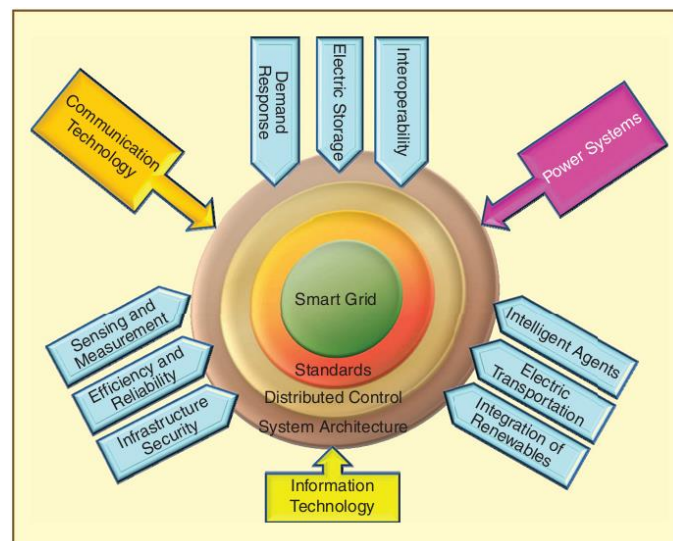 Communication
Technology
Demand
Response
Electric Storage
Interoperability
Power Systems
Sensing and
Measurement
Efficiency and
Reliability
Infrastructure
Security
Smart Grid
Standards
Distributed Control
System Architecture
Intelligent Agents
Electric
Transportation
Integration of
Renewables
Information
Technology